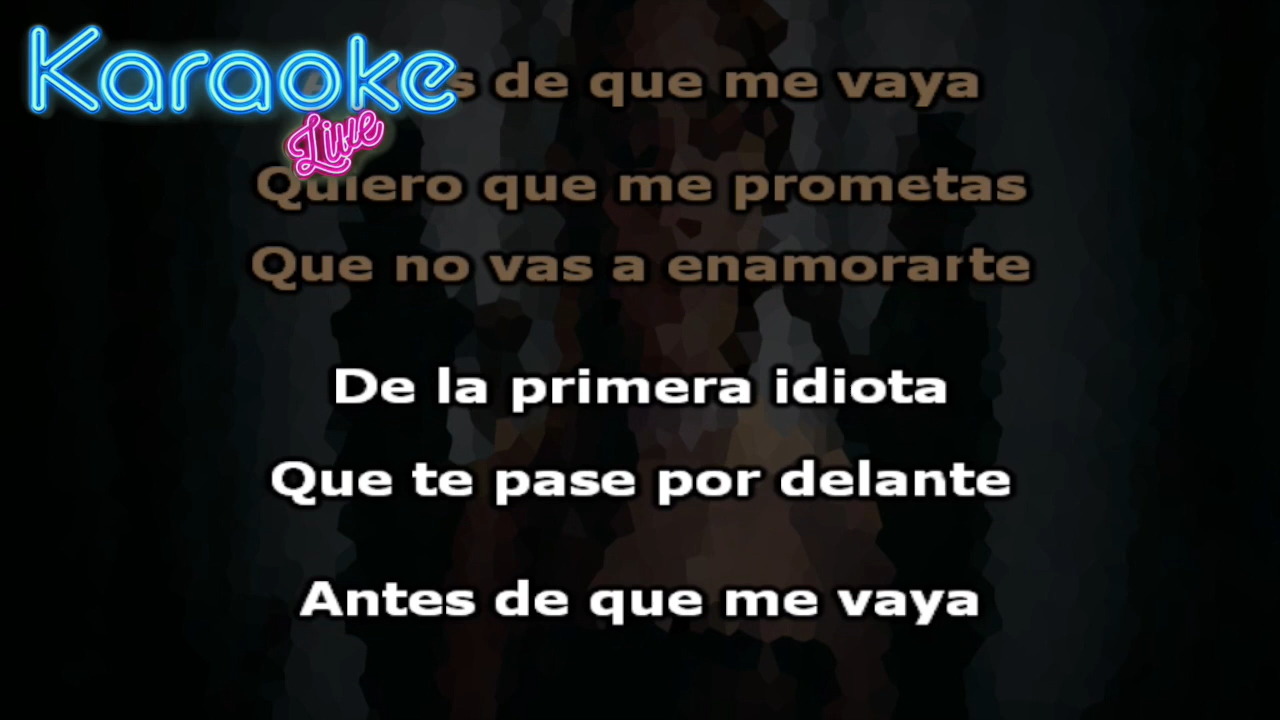 Karaoke
Live
Antes de que me vaya
Quiero que me prometas
Que no vas a enamorarte
De la primera idiota
Que te pase por delante
Antes de que me vaya